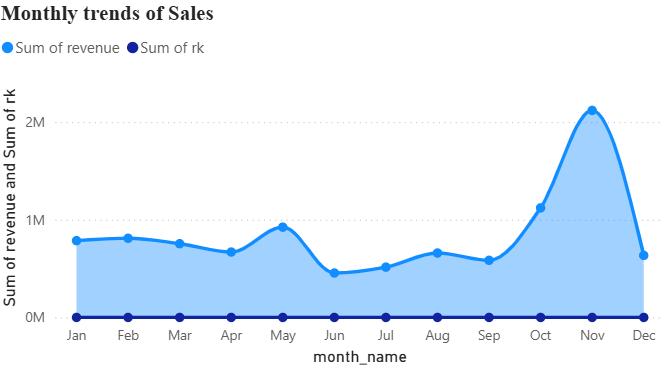 Monthly trends of Sales
Sum of revenue Sum of rk
Sum of revenue and Sum of rk
2M
1M
0M
Jan Feb Mar Apr May Jun Jul Aug Sep Oct Nov Dec
month_name